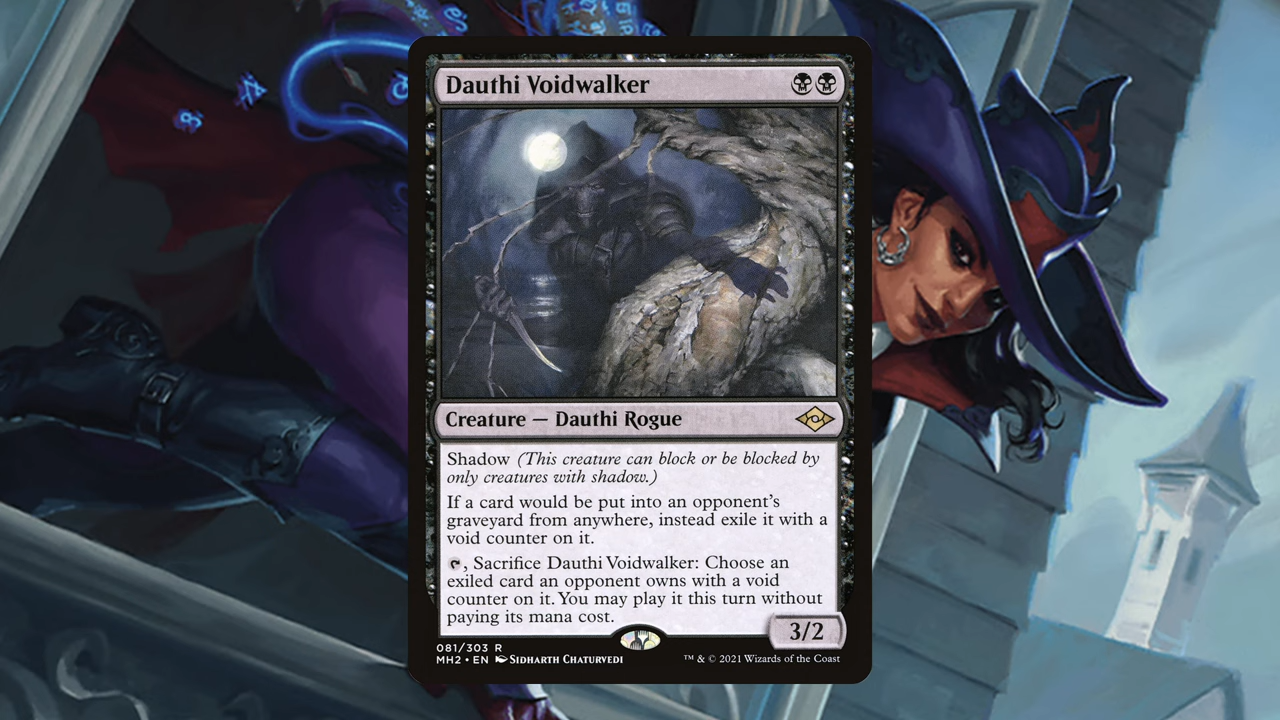 Dauthi Voidwalker
Creature — Dauthi Rogue
Shadow (This creature can block or be blocked by
only creatures with shadow.)
If a card would be put into an opponent's
graveyard from anywhere, instead exile it with a
void counter on it.
, Sacrifice Dauthi Voidwalker: Choose an
exiled card an opponent owns with a void
counter on it. You may play it this turn without
paying its mana cost.
3/2
081/303 R
MH2 • EN Sidharth Chaturvedi
™ & © 2021 Wizards of the Coast